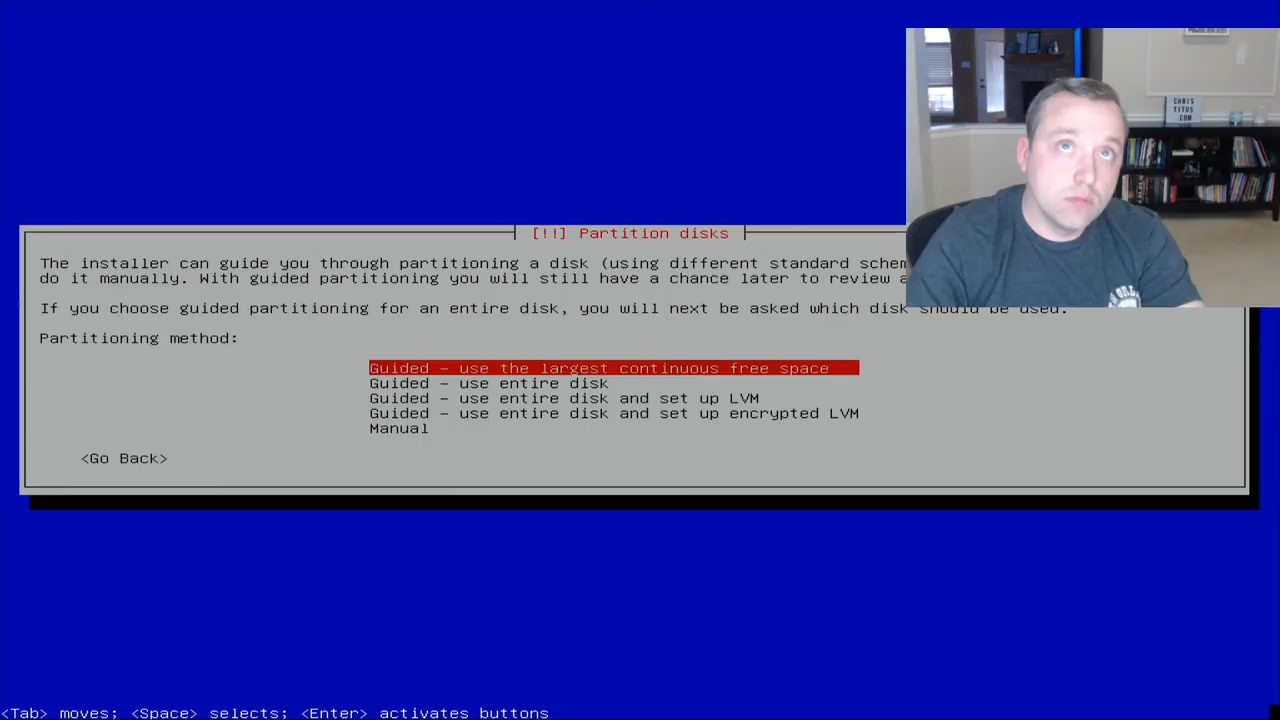 CHRIS
TITUS
.COM
[!!] Partition disks
The installer can guide you through partitioning a disk (using different standard schem
do it manually. With guided partitioning you will still have a chance later to review a
If you choose guided partitioning for an entire disk, you will next be asked which disk should be used.
Partitioning method:
Guided - use the largest continuous free space
Guided - use entire disk
Guided - use entire disk and set up LVM
Guided - use entire disk and set up encrypted LVM
Manual
<Go Back>
<Tab> moves; <Space> selects; <Enter> activates buttons